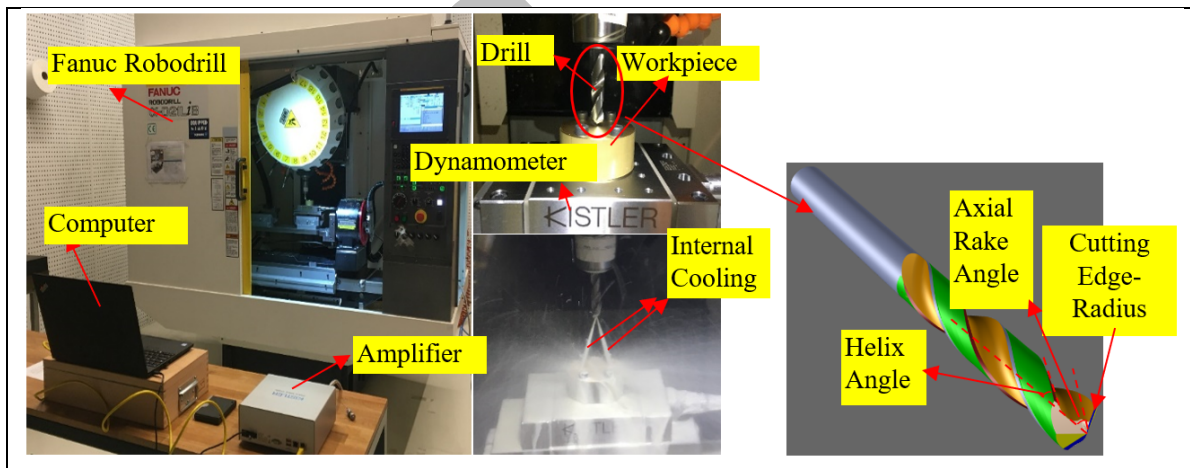 Fanuc Robodrill
FANUC
ROBODRILL
Computer
Amplifier
Drill
Workpiece
Dynamometer
KISTLER
Internal
Cooling
Axial
Rake
Angle
Cutting
Edge-
Radius
Helix
Angle